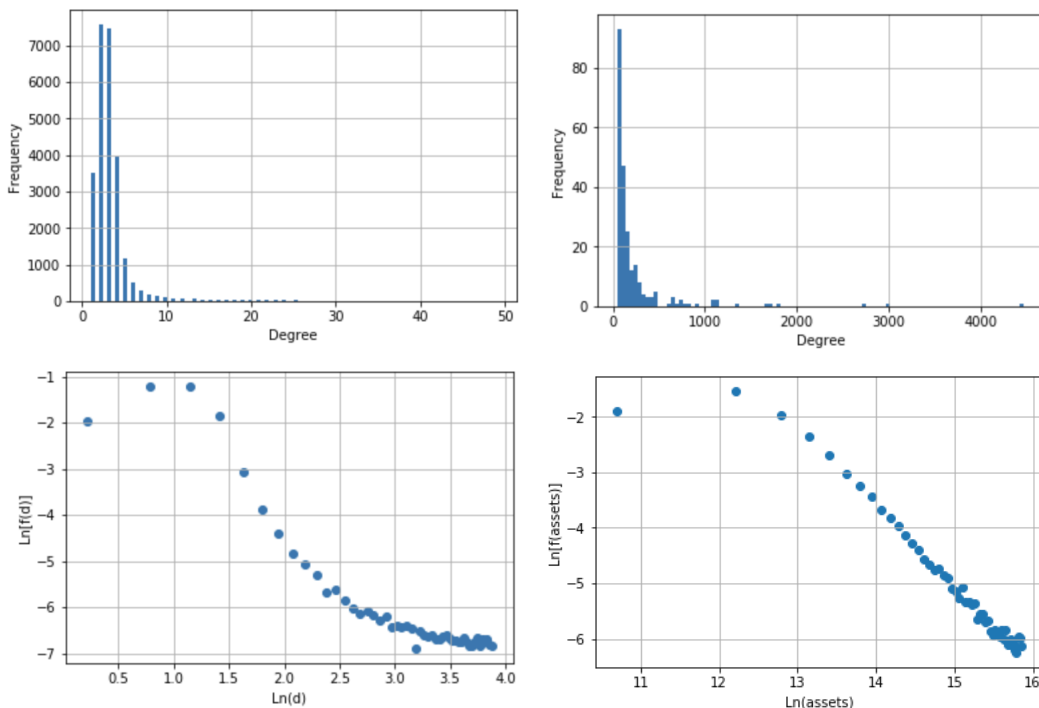 7000
6000
5000
4000
3000
2000
1000
0
Frequency
0 10 20 30 40 50
Degree
80
60
40
20
0
Frequency
0 1000 2000 3000 4000
Degree
−1
−2
−3
−4
−5
−6
−7
Ln[f(d)]
0.5 1.0 1.5 2.0 2.5 3.0 3.5 4.0
Ln(d)
−2
−3
−4
−5
−6
Ln[f(assets)]
11 12 13 14 15 16
Ln(assets)